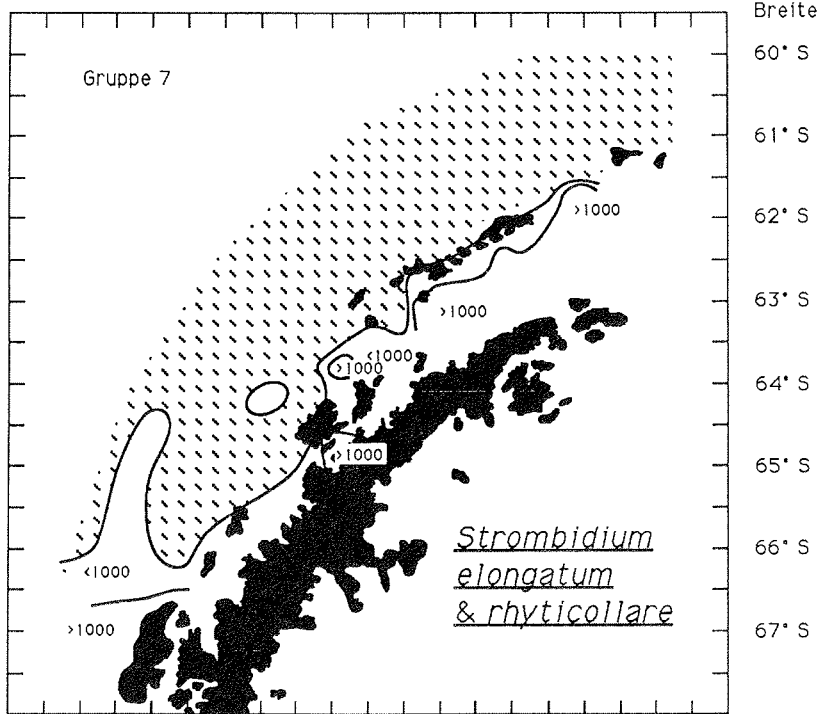 Breite
60° S
Gruppe 7
61° S
>1000
62° S
>1000
63° S
<1000
>1000
64° S
>1000
65° S
Strombidium
elongatum
& rhyticollare
66° S
<1000
>1000
67° S